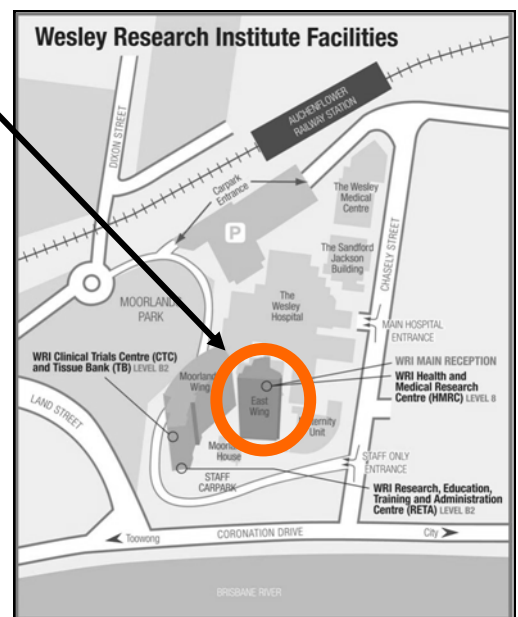 Wesley Research Institute Facilities
AUCHENFLOWER
RAILWAY STATION
DIXON STREET
Carpark
Entrance
P
The Wesley
Medical
Centre
The Sandford
Jackson
Building
CHASELY STREET
MOORLANDS
PARK
The
Wesley
Hospital
MAIN HOSPITAL
ENTRANCE
WRI Clinical Trials Centre (CTC)
and Tissue Bank (TB) LEVEL B2
WRI MAIN RECEPTION
WRI Health and
Medical Research
Centre (HMRC) LEVEL 8
Moorlands
Wing
East
Wing
LAND STREET
Maternity
Unit
Moorlands
House
STAFF ONLY
ENTRANCE
STAFF
CARPARK
WRI Research, Education,
Training and Administration
Centre (RETA) LEVEL B2
Toowong
CORONATION DRIVE
City
BRISBANE RIVER